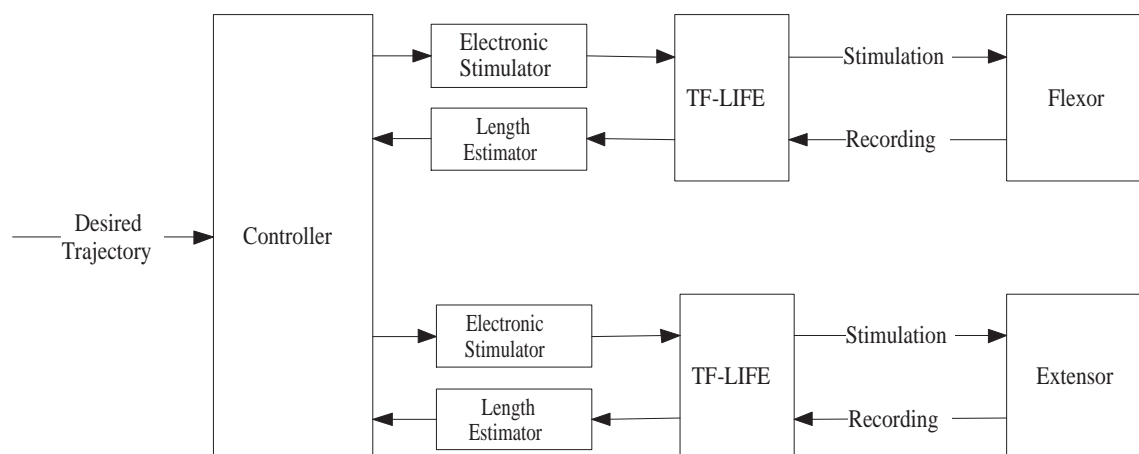 Electronic
Stimulator
Stimulation
TF-LIFE
Flexor
Length
Estimator
Recording
Desired
Trajectory
Controller
Electronic
Stimulator
Stimulation
TF-LIFE
Extensor
Length
Estimator
Recording